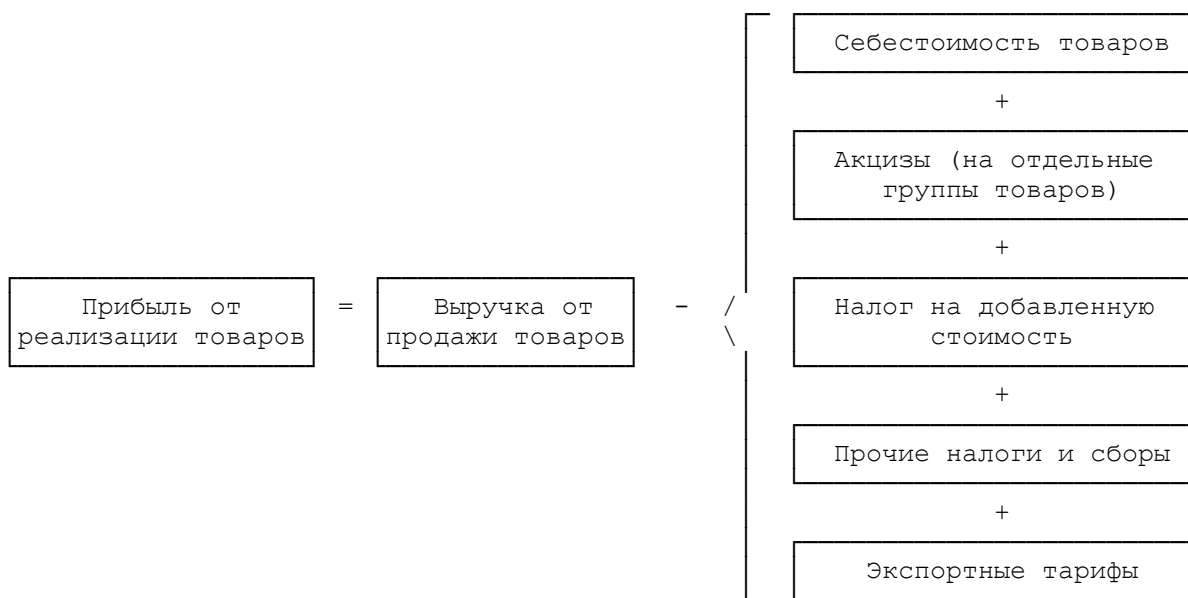 Себестоимость товаров
+
Акцизы (на отдельные
группы товаров)
+
Прибыль от
реализации товаров
=
Выручка от
продажи товаров
-
Налог на добавленную
стоимость
+
Прочие налоги и сборы
+
Экспортные тарифы